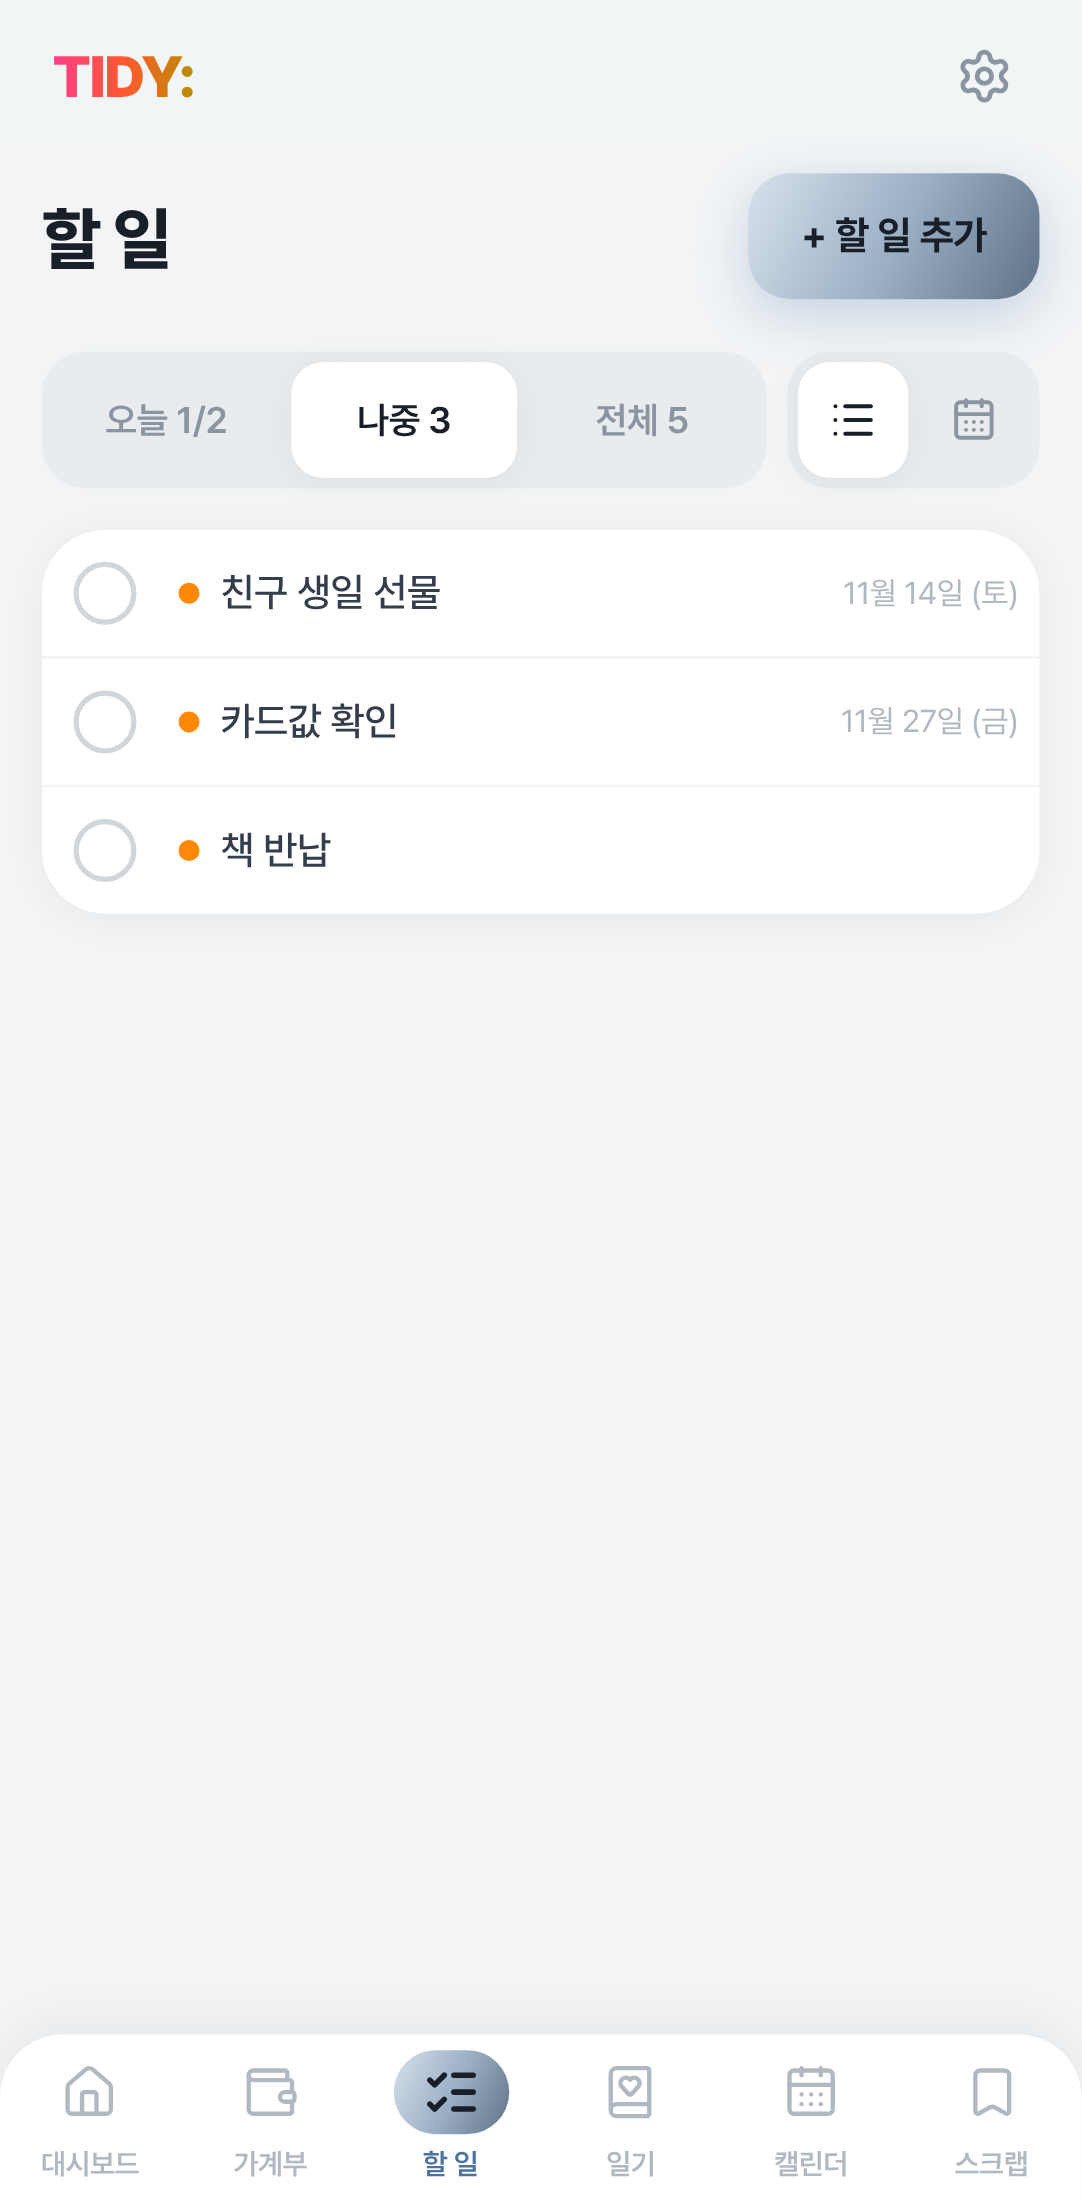 TIDY:
할 일
+ 할 일 추가
오늘 1/2
나중 3
전체 5
친구 생일 선물
11월 14일 (토)
카드값 확인
11월 27일 (금)
책 반납
대시보드
가계부
할 일
일기
캘린더
스크랩